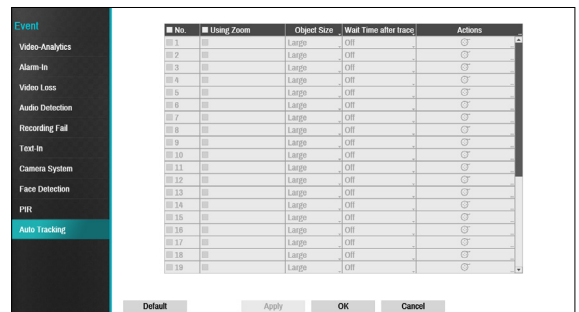 Event
Video-Analytics
Alarm-In
Video Loss
Audio Detection
Recording Fail
Text-In
Camera System
Face Detection
PIR
Auto Tracking
No. Using Zoom Object Size Wait Time after trace Actions
1 Large Off
2 Large Off
3 Large Off
4 Large Off
5 Large Off
6 Large Off
7 Large Off
8 Large Off
9 Large Off
10 Large Off
11 Large Off
12 Large Off
13 Large Off
14 Large Off
15 Large Off
16 Large Off
17 Large Off
18 Large Off
19 Large Off
Default Apply OK Cancel